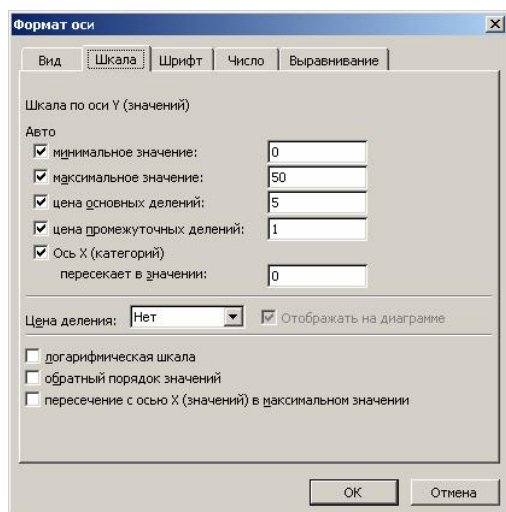 Формат оси
Вид Шкала Шрифт Число Выравнивание
Шкала по оси Y (значений)
Авто
минимальное значение: 0
максимальное значение: 50
цена основных делений: 5
цена промежуточных делений: 1
Ось X (категорий)
пересекает в значении: 0
Цена деления: Нет Отображать на диаграмме
логарифмическая шкала
обратный порядок значений
пересечение с осью X (значений) в максимальном значении
OK Отмена